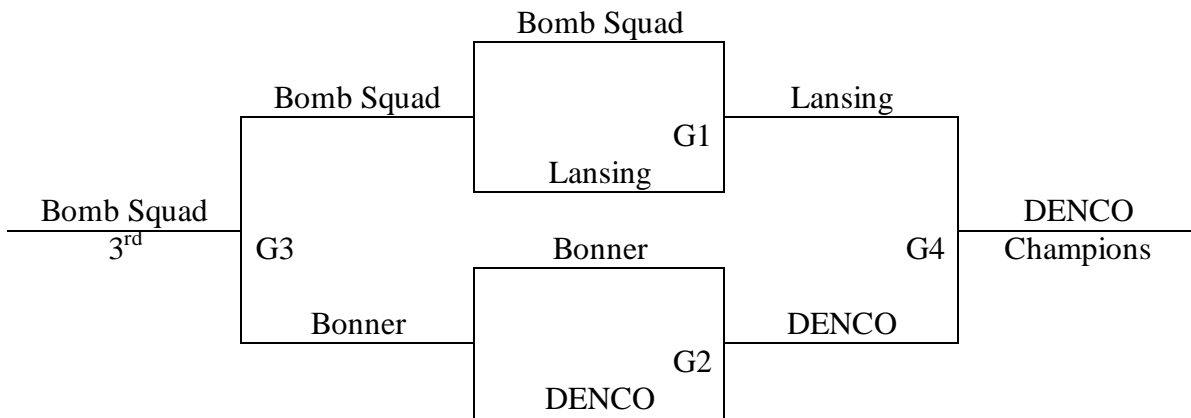 Bomb Squad
Bomb Squad
Lansing
G1
Lansing
Bomb Squad
DENCO
3rd
G3
Bonner
G4
Champions
Bonner
DENCO
G2
DENCO